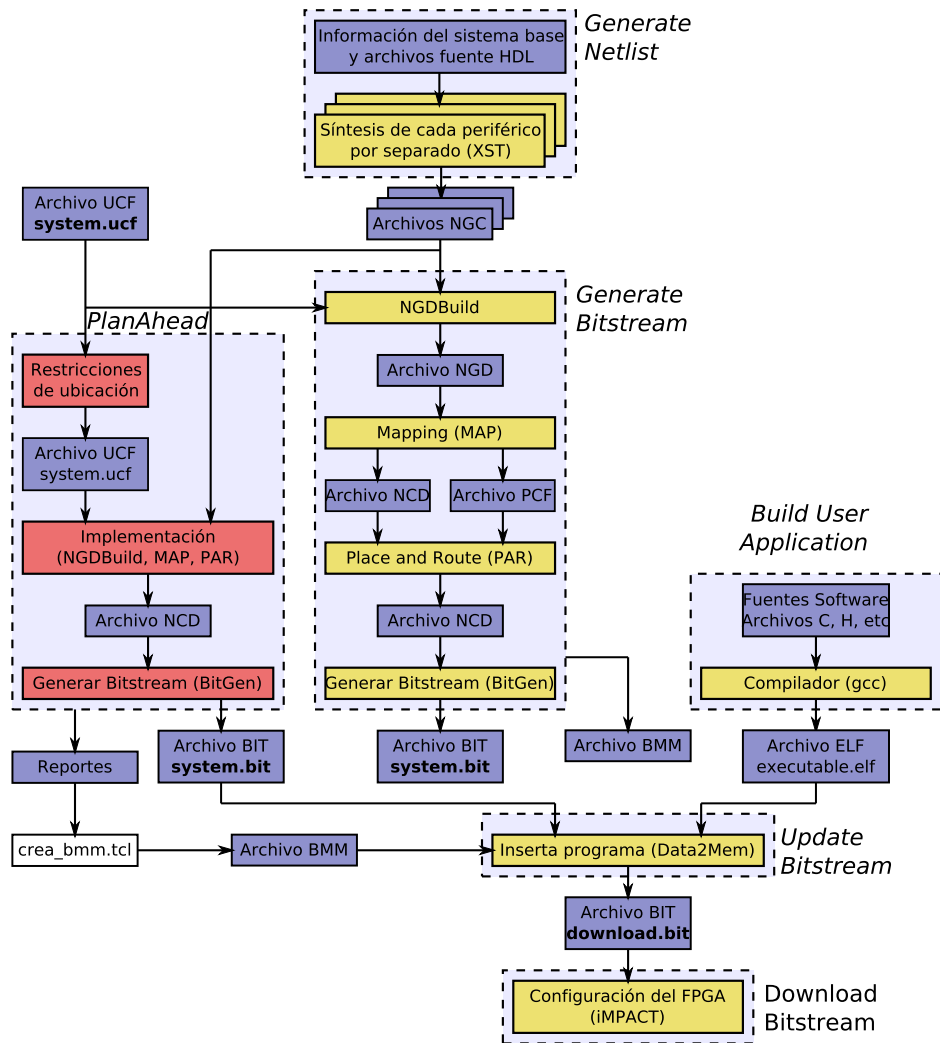 Generate
Netlist
Información del sistema base
y archivos fuente HDL
Síntesis de cada periférico
por separado (XST)
Archivo UCF
system.ucf
Archivos NGC
Generate
Bitstream
NGDBuild
PlanAhead
Restricciones
de ubicación
Archivo NGD
Mapping (MAP)
Archivo UCF
system.ucf
Archivo NCD
Archivo PCF
Build User
Application
Implementación
(NGDBuild, MAP, PAR)
Place and Route (PAR)
Fuentes Software
Archivos C, H, etc
Archivo NCD
Archivo NCD
Generar Bitstream (BitGen)
Generar Bitstream (BitGen)
Compilador (gcc)
Reportes
Archivo BIT
system.bit
Archivo BIT
system.bit
Archivo BMM
Archivo ELF
executable.elf
crea_bmm.tcl
Archivo BMM
Inserta programa (Data2Mem)
Update
Bitstream
Archivo BIT
download.bit
Configuración del FPGA
(iMPACT)
Download
Bitstream